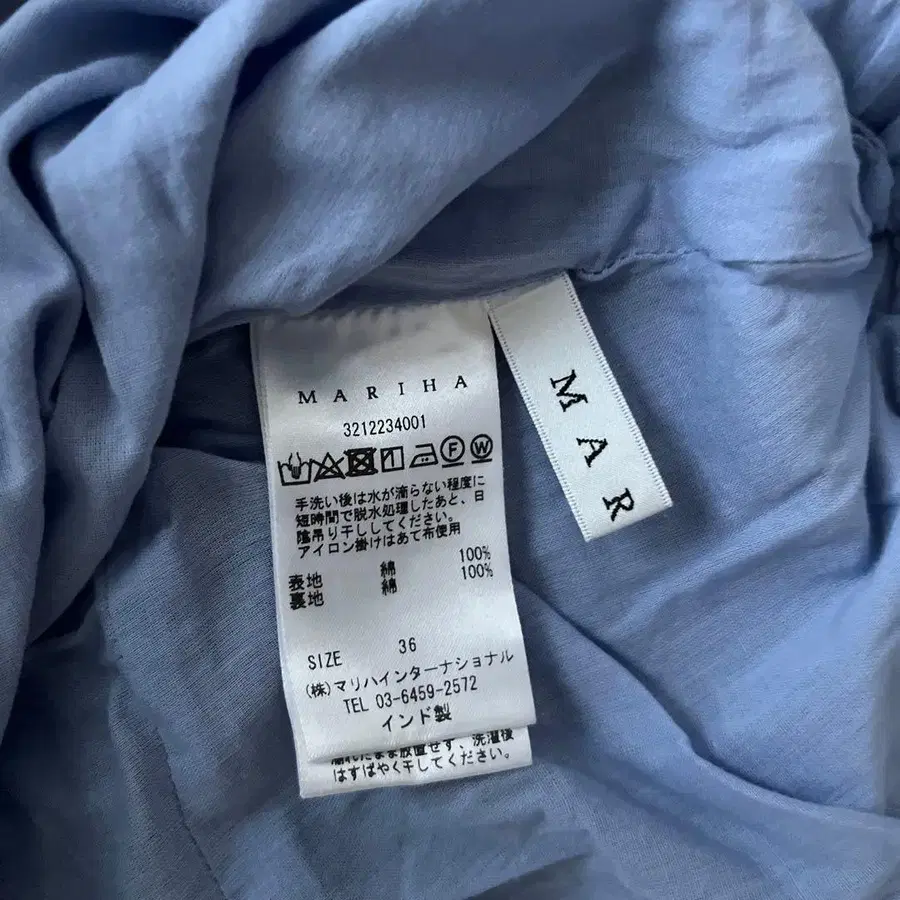 MARIHA
3212234001
F W
手洗い後は水が滴らない程度に
短時間で脱水処理したあと、日
陰吊り干ししてください。
アイロン掛けはあて布使用
表地 綿 100%
裏地 綿 100%
SIZE 36
(株)マリハインターナショナル
TEL 03-6459-2572
インド製
濡れたまま放置せず、洗濯後
はすばやく干してください。
MAR